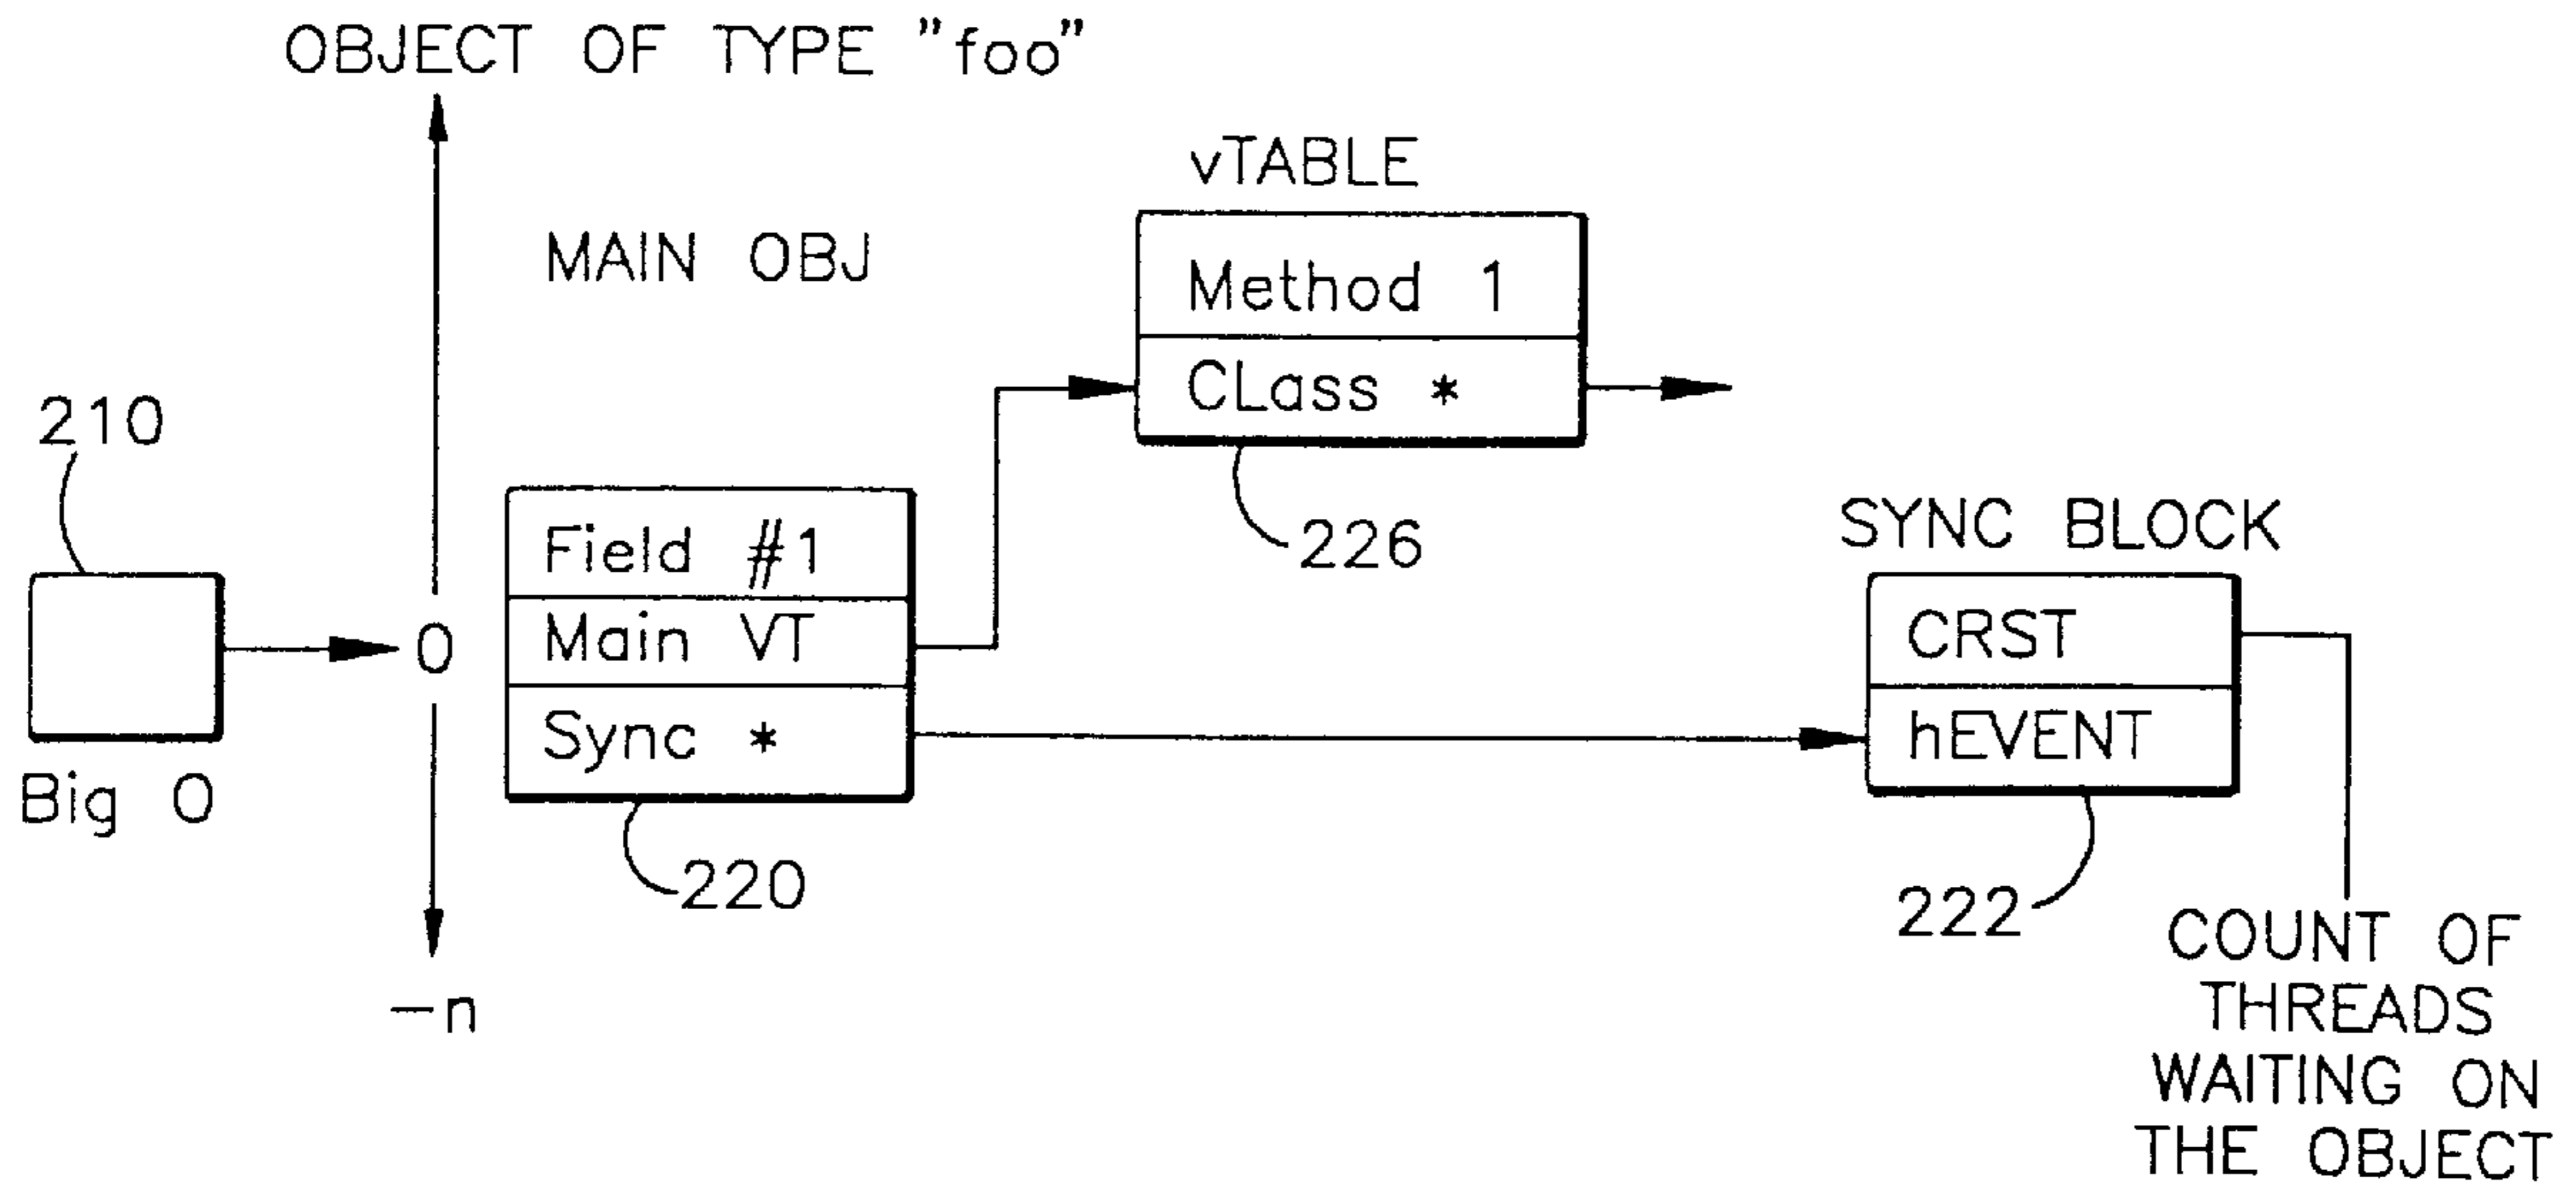 OBJECT OF TYPE "foo"
vTABLE
MAIN OBJ
Method 1
CLass *
210
226
Field #1
Main VT
Sync *
O
Big O
220
-n
SYNC BLOCK
CRST
hEVENT
222
COUNT OF
THREADS
WAITING ON
THE OBJECT